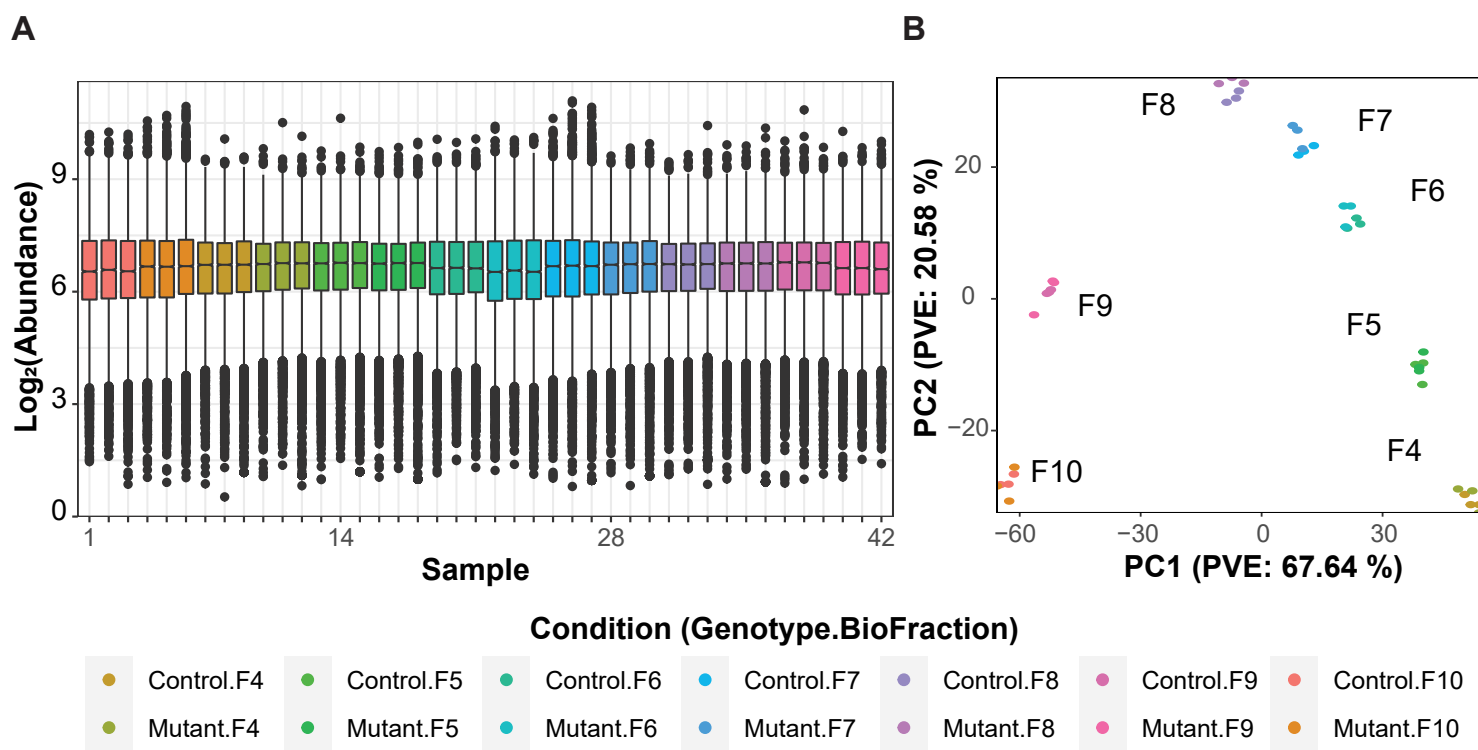 A
B
Log₂(Abundance)
9
6
3
0
1
14
28
42
Sample
PC2 (PVE: 20.58 %)
20
0
−20
F8
F7
F6
F9
F5
F4
F10
−60
−30
0
30
PC1 (PVE: 67.64 %)
Condition (Genotype.BioFraction)
Control.F4 Control.F5 Control.F6 Control.F7 Control.F8 Control.F9 Control.F10
Mutant.F4 Mutant.F5 Mutant.F6 Mutant.F7 Mutant.F8 Mutant.F9 Mutant.F10